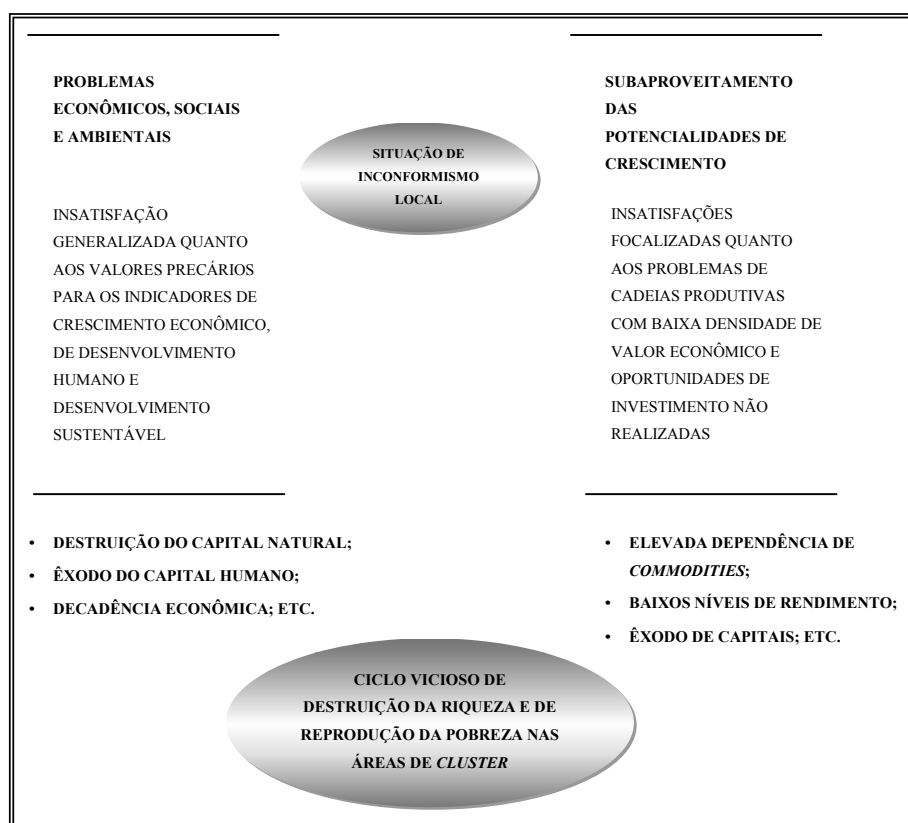 PROBLEMAS
ECONÔMICOS, SOCIAIS
E AMBIENTAIS
INSATISFAÇÃO
GENERALIZADA QUANTO
AOS VALORES PRECÁRIOS
PARA OS INDICADORES DE
CRESCIMENTO ECONÔMICO,
DE DESENVOLVIMENTO
HUMANO E
DESENVOLVIMENTO
SUSTENTÁVEL
SITUAÇÃO DE
INCONFORMISMO
LOCAL
SUBAPROVEITAMENTO
DAS
POTENCIALIDADES DE
CRESCIMENTO
INSATISFAÇÕES
FOCALIZADAS QUANTO
AOS PROBLEMAS DE
CADEIAS PRODUTIVAS
COM BAIXA DENSIDADE DE
VALOR ECONÔMICO E
OPORTUNIDADES DE
INVESTIMENTO NÃO
REALIZADAS
• DESTRUIÇÃO DO CAPITAL NATURAL;
• ÊXODO DO CAPITAL HUMANO;
• DECADÊNCIA ECONÔMICA; ETC.
• ELEVADA DEPENDÊNCIA DE
COMMODITIES;
• BAIXOS NÍVEIS DE RENDIMENTO;
• ÊXODO DE CAPITAIS; ETC.
CICLO VICIOSO DE
DESTRUIÇÃO DA RIQUEZA E DE
REPRODUÇÃO DA POBREZA NAS
ÁREAS DE CLUSTER